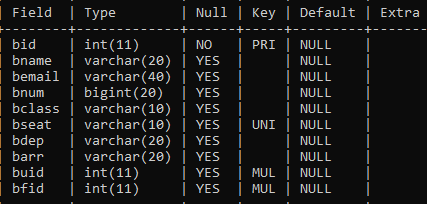 | Field | Type | Null | Key | Default | Extra
+--------+-------------+------+-----+---------+------
| bid | int(11) | NO | PRI | NULL |
| bname | varchar(20) | YES | | NULL |
| bemail | varchar(40) | YES | | NULL |
| bnum | bigint(20) | YES | | NULL |
| bclass | varchar(10) | YES | | NULL |
| bseat | varchar(10) | YES | UNI | NULL |
| bdep | varchar(20) | YES | | NULL |
| barr | varchar(20) | YES | | NULL |
| buid | int(11) | YES | MUL | NULL |
| bfid | int(11) | YES | MUL | NULL |